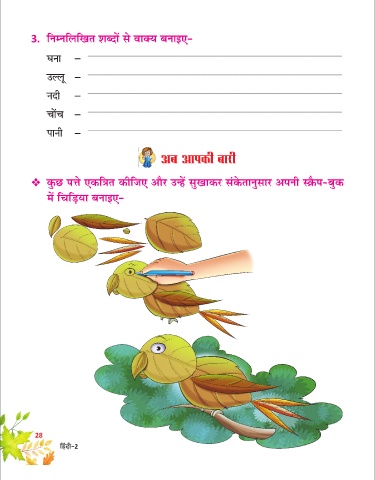 3. निम्नलिखित शब्दों से वाक्य बनाइए-
घना –
उल्लू –
नदी –
चोंच –
पानी –
अब आपकी बारी
❖ कुछ पत्ते एकत्रित कीजिए और उन्हें सुखाकर संकेतानुसार अपनी स्क्रैप-बुक
में चिड़िया बनाइए-
28
हिंदी-2